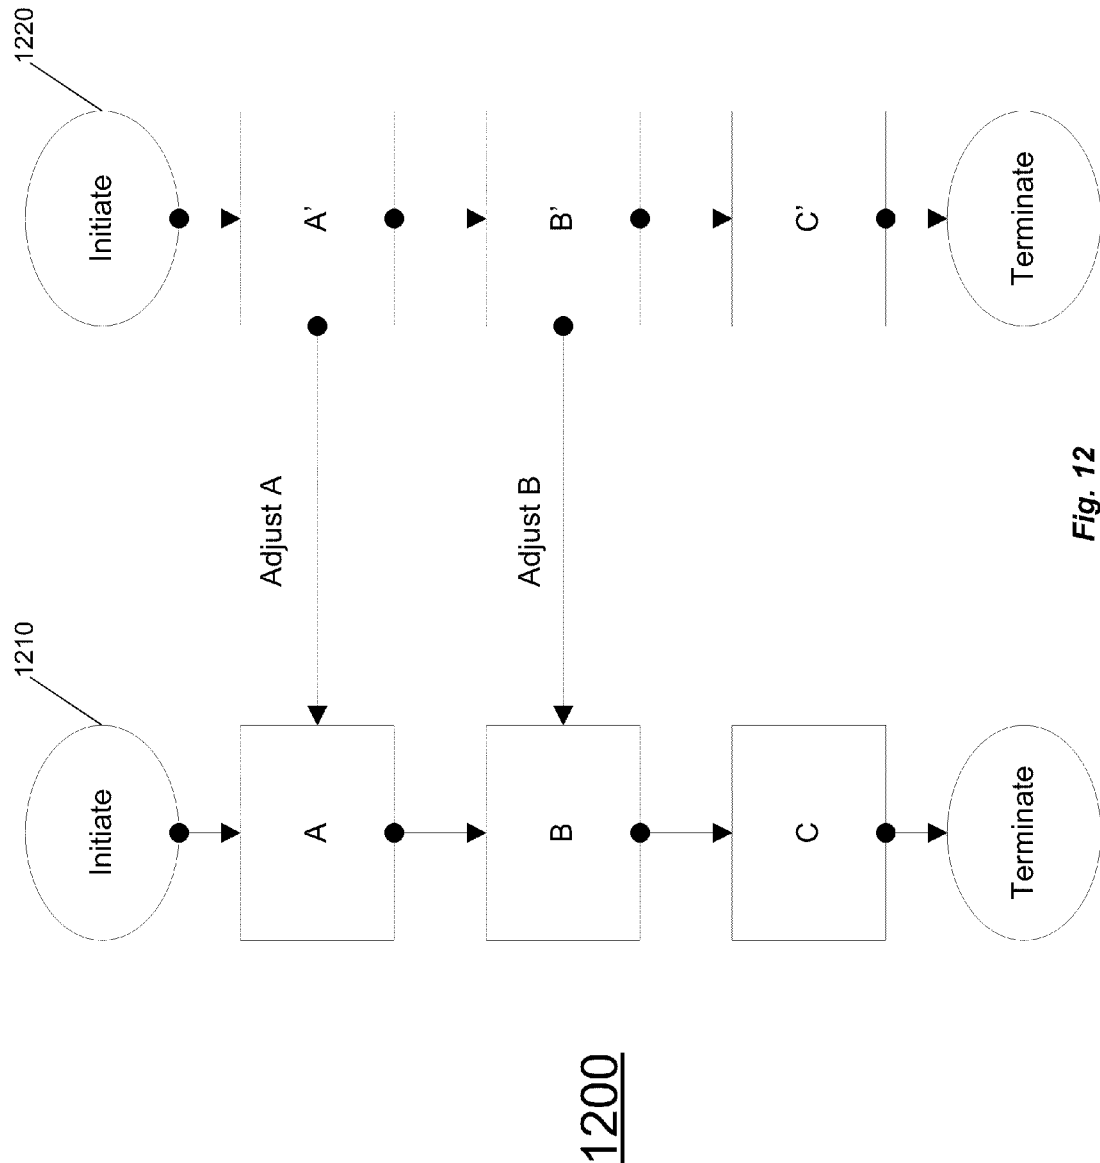 1210
1220
Initiate
Initiate
Adjust A
A
A'
Adjust B
B
B'
1200
C
C'
Terminate
Terminate
Fig. 12